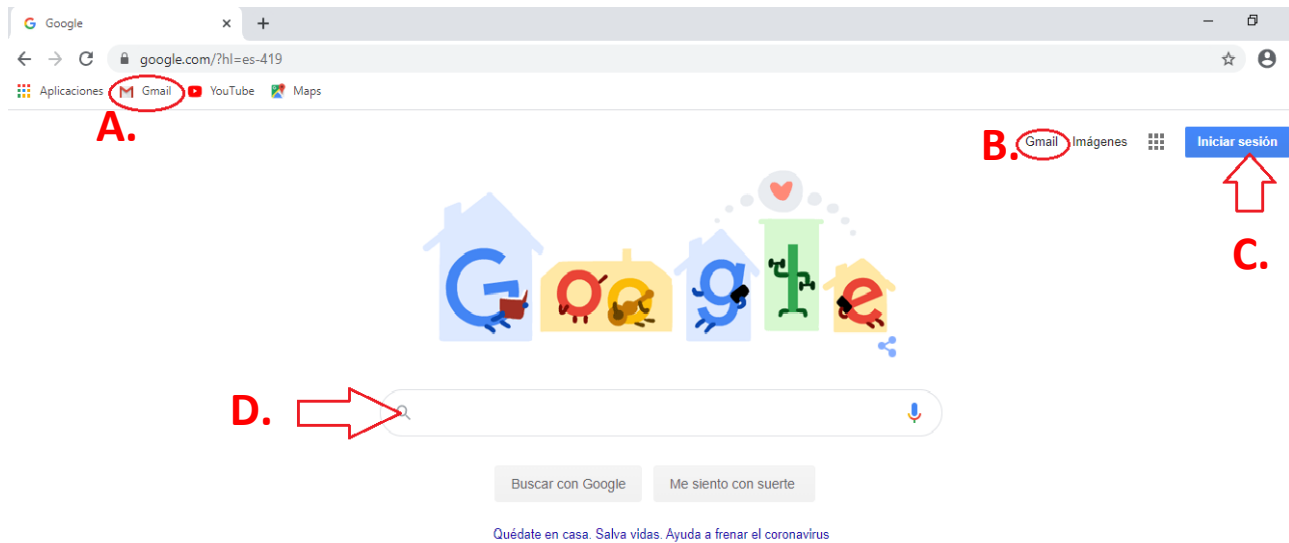 Google
google.com/?hl=es-419
Aplicaciones Gmail YouTube Maps
A.
B. Gmail Imágenes Iniciar sesión
C.
Google
D.
Buscar con Google Me siento con suerte
Quédate en casa. Salva vidas. Ayuda a frenar el coronavirus